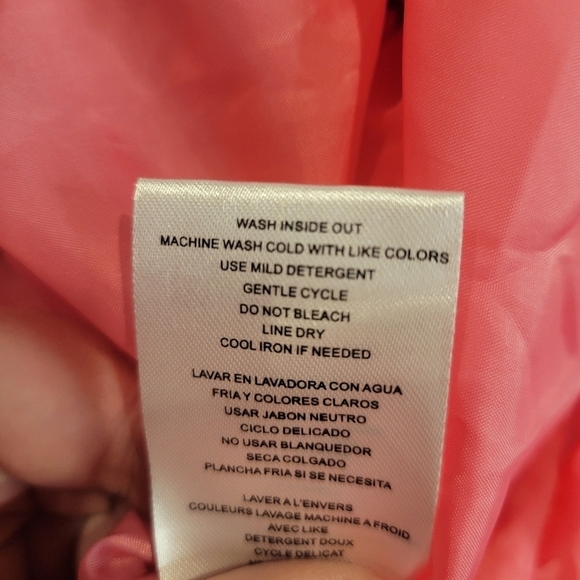 WASH INSIDE OUT
MACHINE WASH COLD WITH LIKE COLORS
USE MILD DETERGENT
GENTLE CYCLE
DO NOT BLEACH
LINE DRY
COOL IRON IF NEEDED
LAVAR EN LAVADORA CON AGUA
FRIA Y COLORES CLAROS
USAR JABON NEUTRO
CICLO DELICADO
NO USAR BLANQUEDOR
SECA COLGADO
PLANCHA FRIA SI SE NECESITA
LAVER A L'ENVERS
COULEURS LAVAGE MACHINE A FROID
AVEC LIKE
DETERGENT DOUX
CYCLE DELICAT